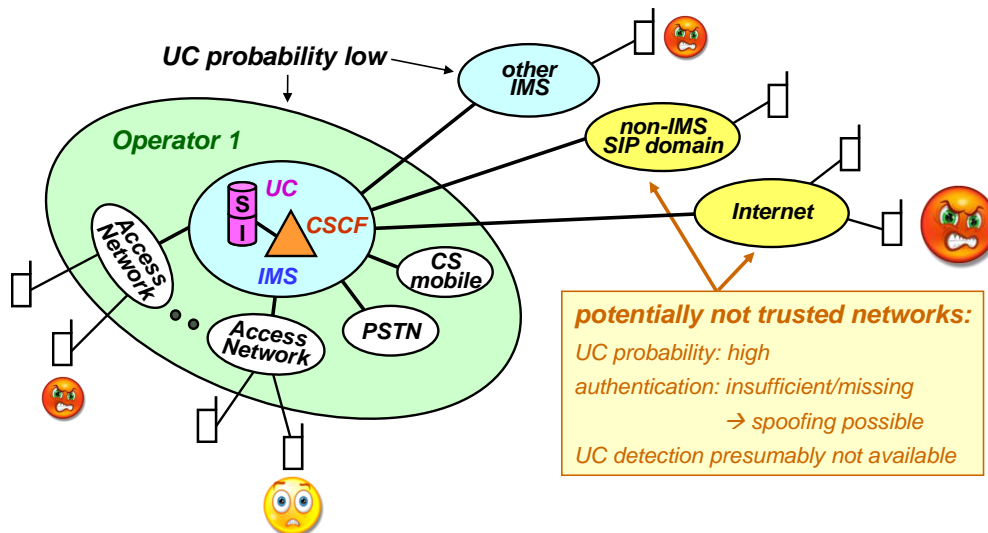 UC probability low
other
IMS
Operator 1
non-IMS
SIP domain
UC
S
I
CSCF
IMS
Internet
Access
Network
CS
mobile
Access
Network
PSTN
potentially not trusted networks:
UC probability: high
authentication: insufficient/missing
→ spoofing possible
UC detection presumably not available